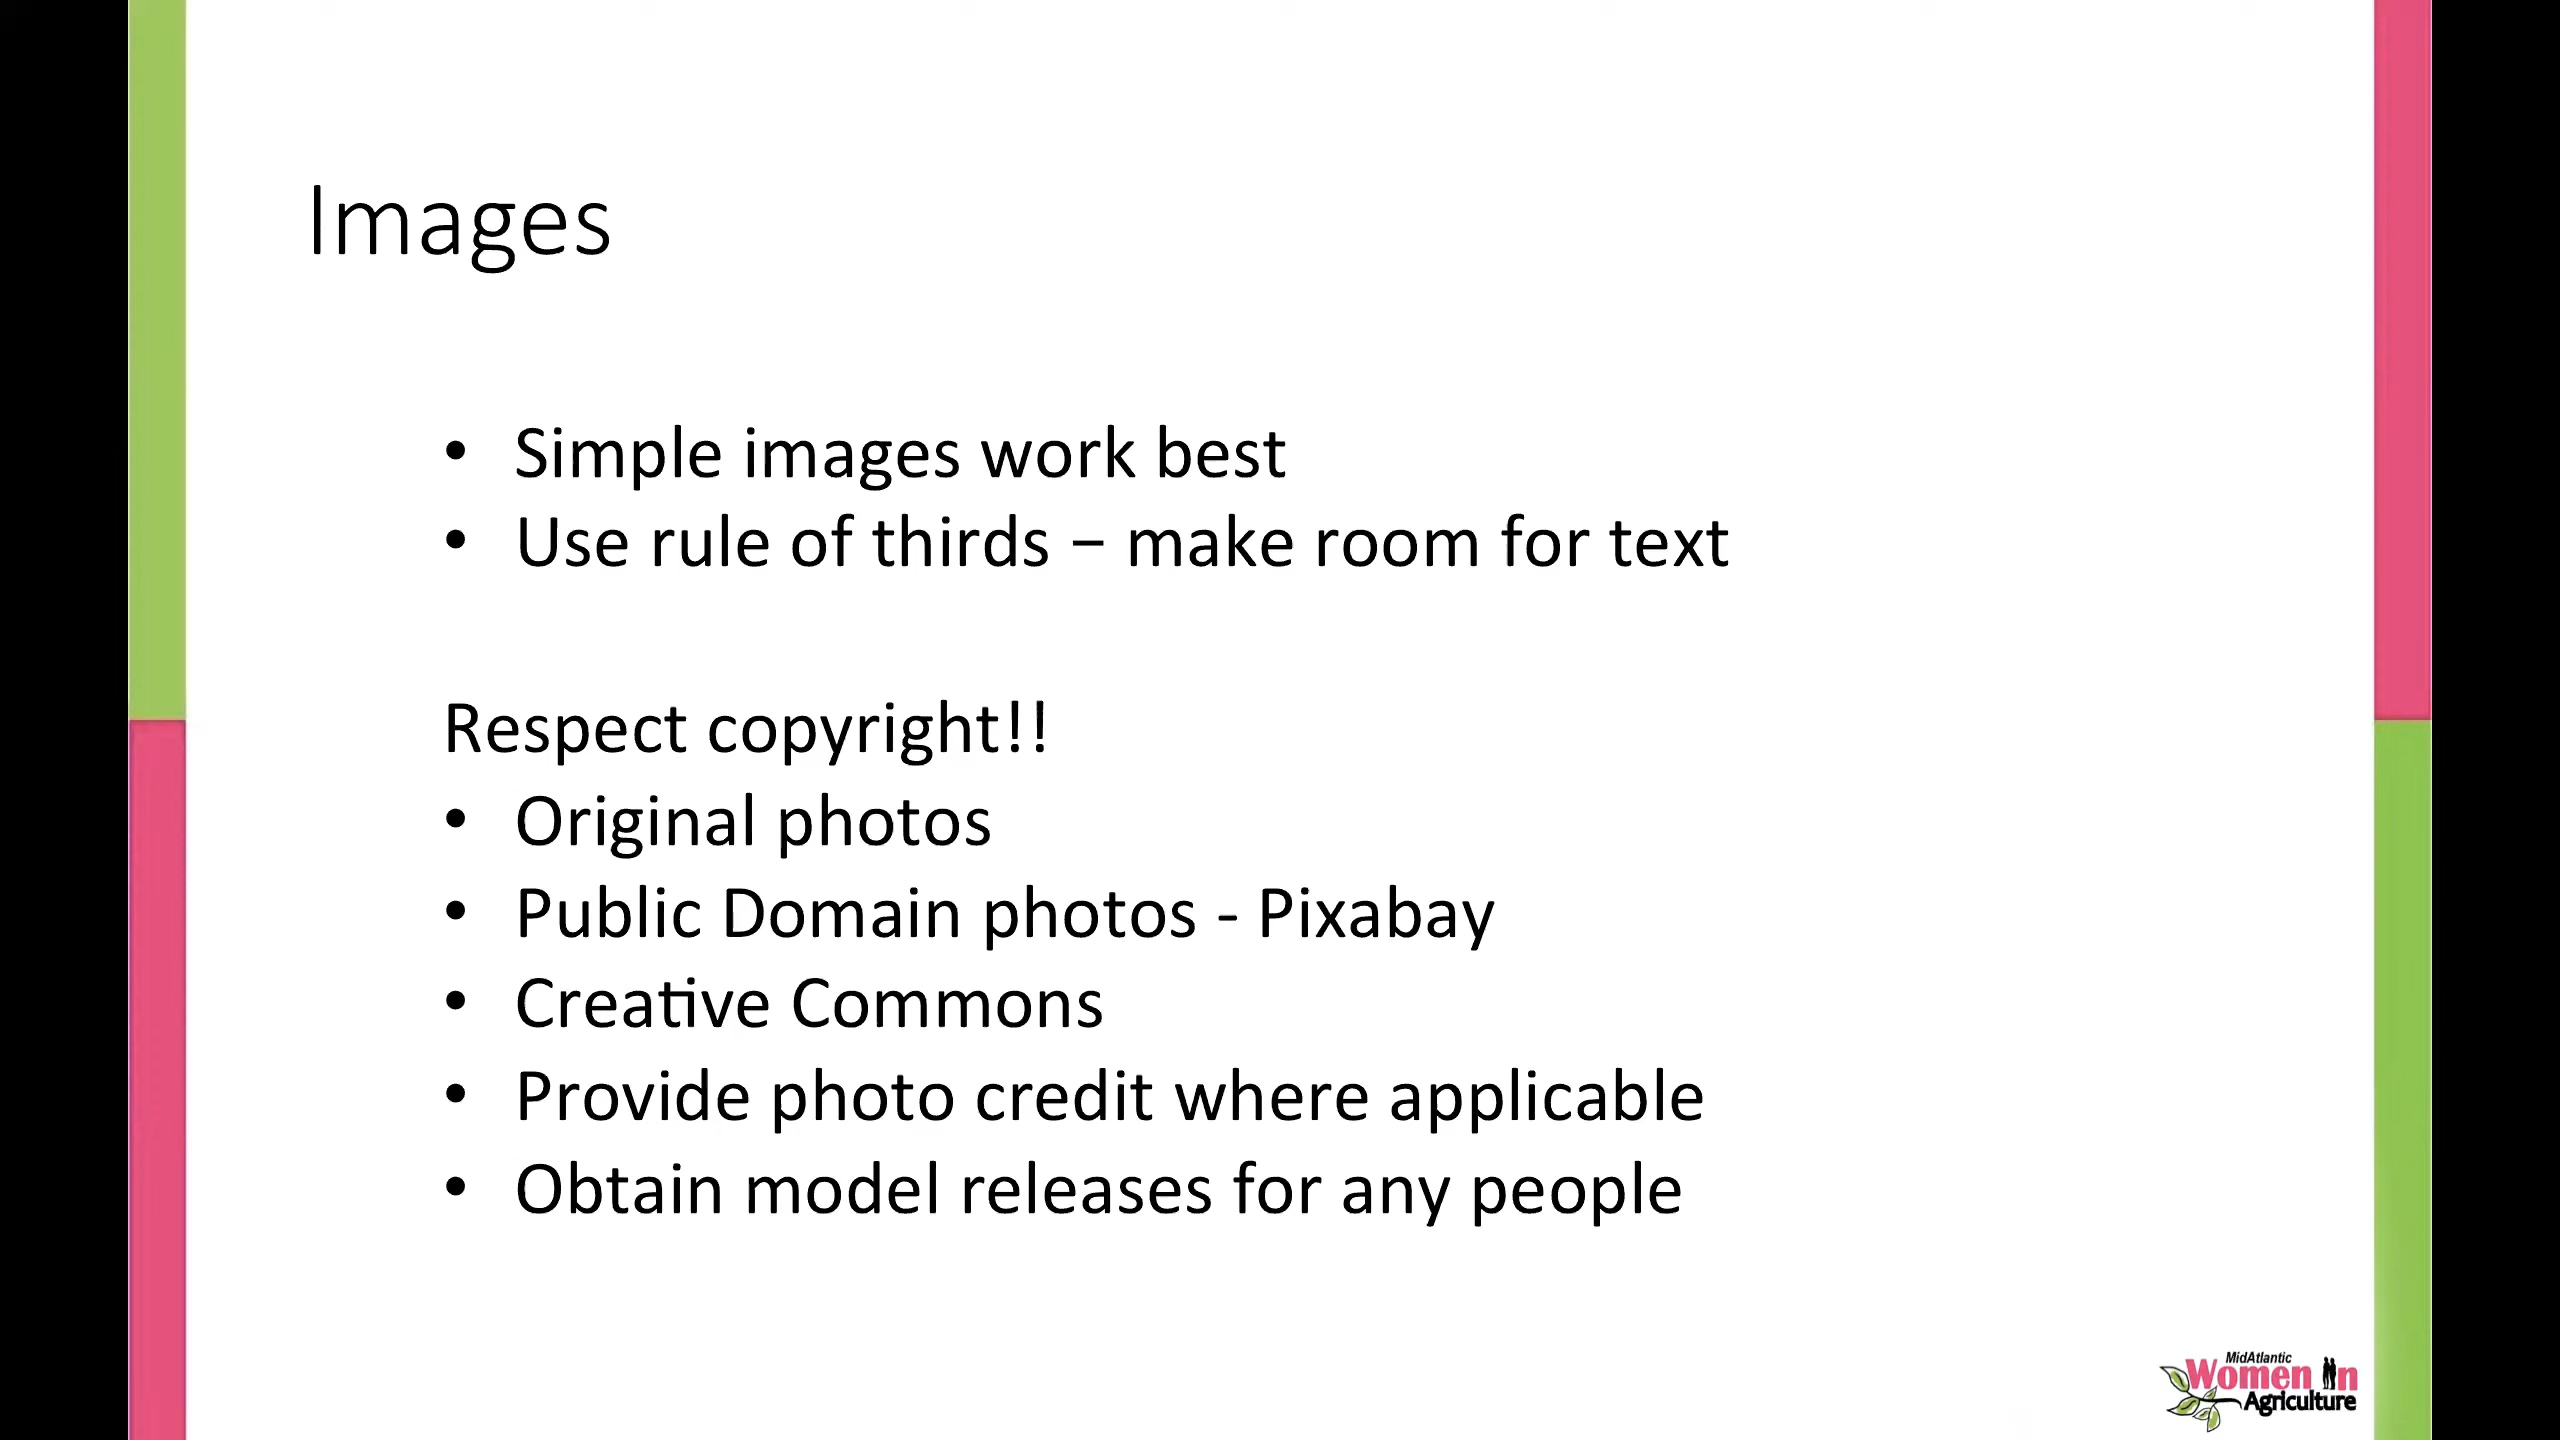 Images
• Simple images work best
• Use rule of thirds – make room for text
Respect copyright!!
• Original photos
• Public Domain photos - Pixabay
• Creative Commons
• Provide photo credit where applicable
• Obtain model releases for any people
MidAtlantic
Women in
Agriculture